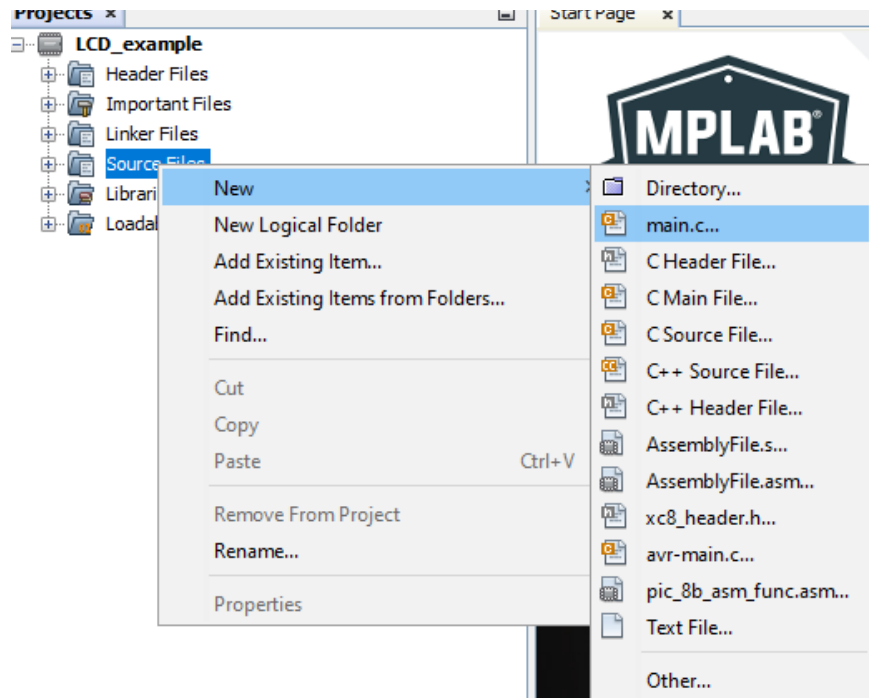 Projects x
Start Page x
LCD_example
Header Files
Important Files
Linker Files
Source Files
Librari
Loadal
MPLAB®
New
New Logical Folder
Add Existing Item...
Add Existing Items from Folders...
Find...
Cut
Copy
Paste Ctrl+V
Remove From Project
Rename...
Properties
Directory...
main.c...
C Header File...
C Main File...
C Source File...
C++ Source File...
C++ Header File...
AssemblyFile.s...
AssemblyFile.asm...
xc8_header.h...
avr-main.c...
pic_8b_asm_func.asm...
Text File...
Other...